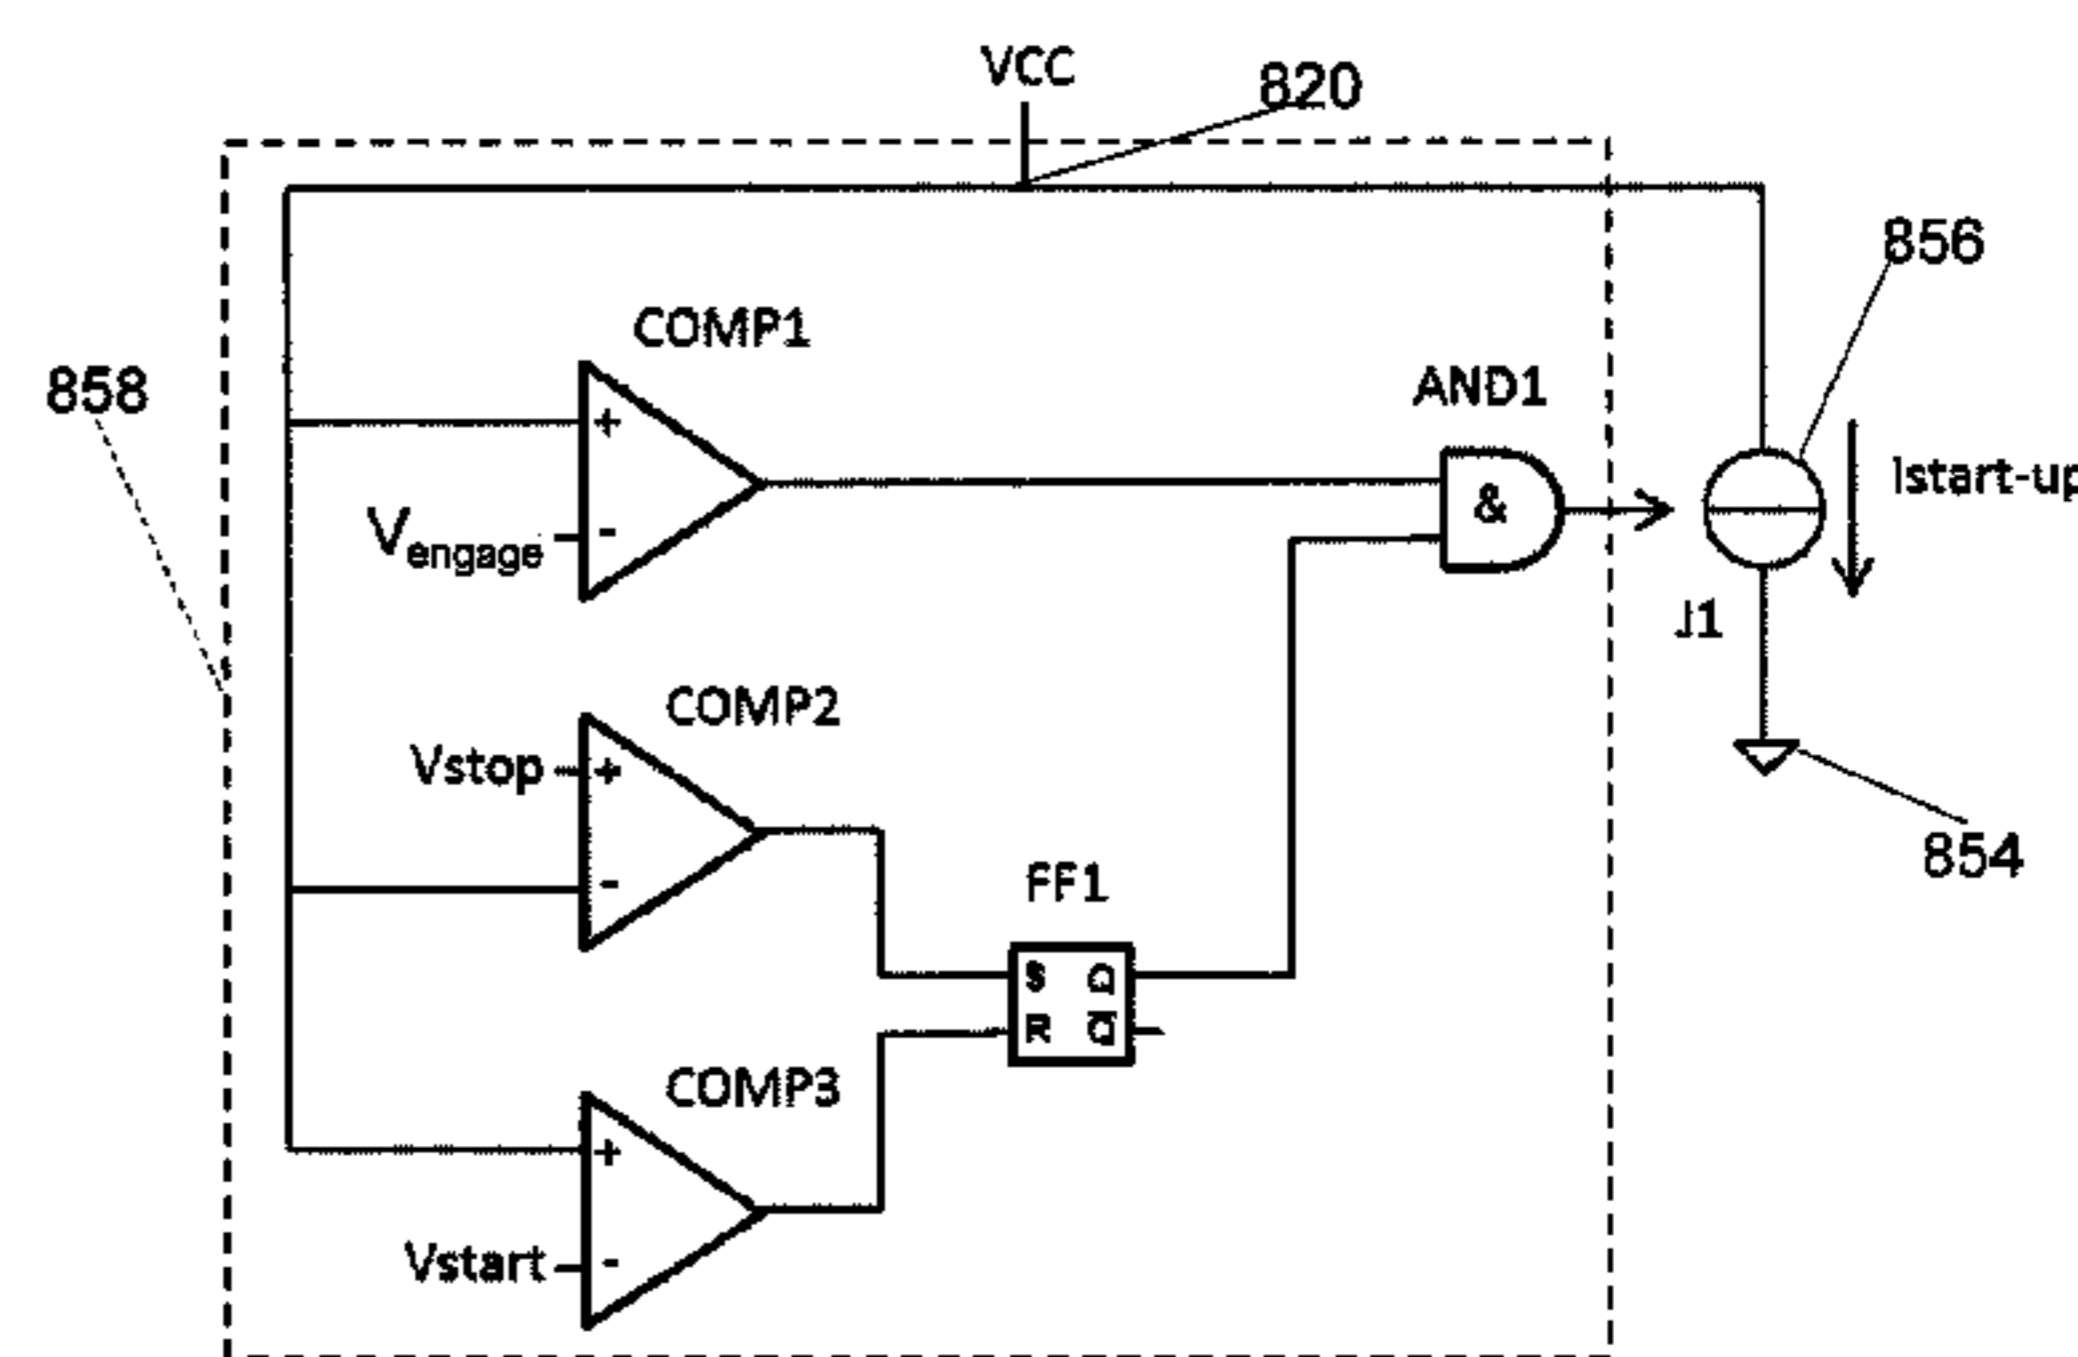 VCC
820
856
COMP1
AND1
858
+
&
Istart-up
Vengage
-
J1
COMP2
Vstop
+
854
FF1
-
S Q
R Q̅
COMP3
+
Vstart
-